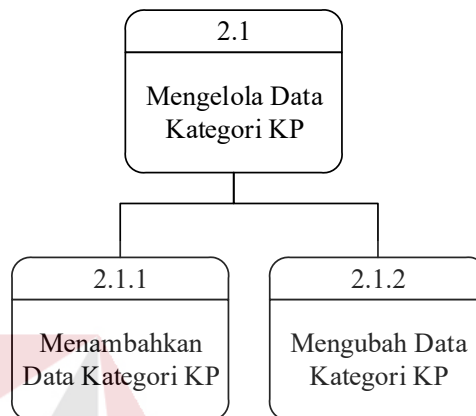 2.1
Mengelola Data
Kategori KP
2.1.1
Menambahkan
Data Kategori KP
2.1.2
Mengubah Data
Kategori KP